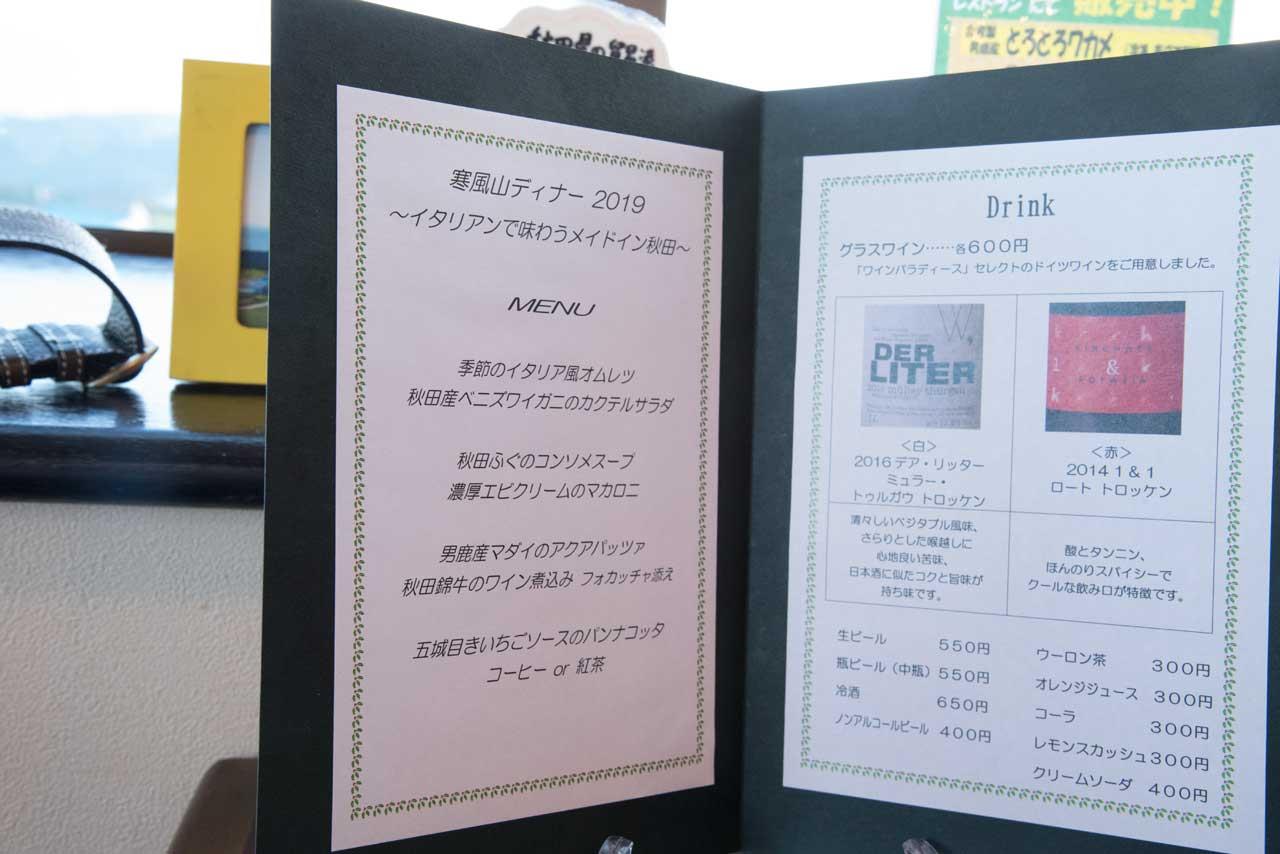 レストランにて 販売中！
自家製
男鹿産 とろとろワカメ
寒風山ディナー 2019
～イタリアンで味わうメイドイン秋田～
MENU
季節のイタリア風オムレツ
秋田産ベニズワイガニのカクテルサラダ
秋田ふぐのコンソメスープ
濃厚エビクリームのマカロニ
男鹿産マダイのアクアパッツァ
秋田錦牛のワイン煮込み フォカッチャ添え
五城目きいちごソースのパンナコッタ
コーヒー or 紅茶
Drink
グラスワイン……各600円
「ワインパラディース」セレクトのドイツワインをご用意しました。
W,
DER
LITER
k r h
l &
k
＜白＞
2016 デア・リッター
ミュラー・
トゥルガウ トロッケン
＜赤＞
2014 1 & 1
ロート トロッケン
清々しいベジタブル風味、
さらりとした喉越しに
心地良い苦味、
日本酒に似たコクと旨味が
持ち味です。
酸とタンニン、
ほんのりスパイシーで
クールな飲み口が特徴です。
生ビール 550円
瓶ビール（中瓶）550円
冷酒 650円
ノンアルコールビール 400円
ウーロン茶 300円
オレンジジュース 300円
コーラ 300円
レモンスカッシュ300円
クリームソーダ 400円